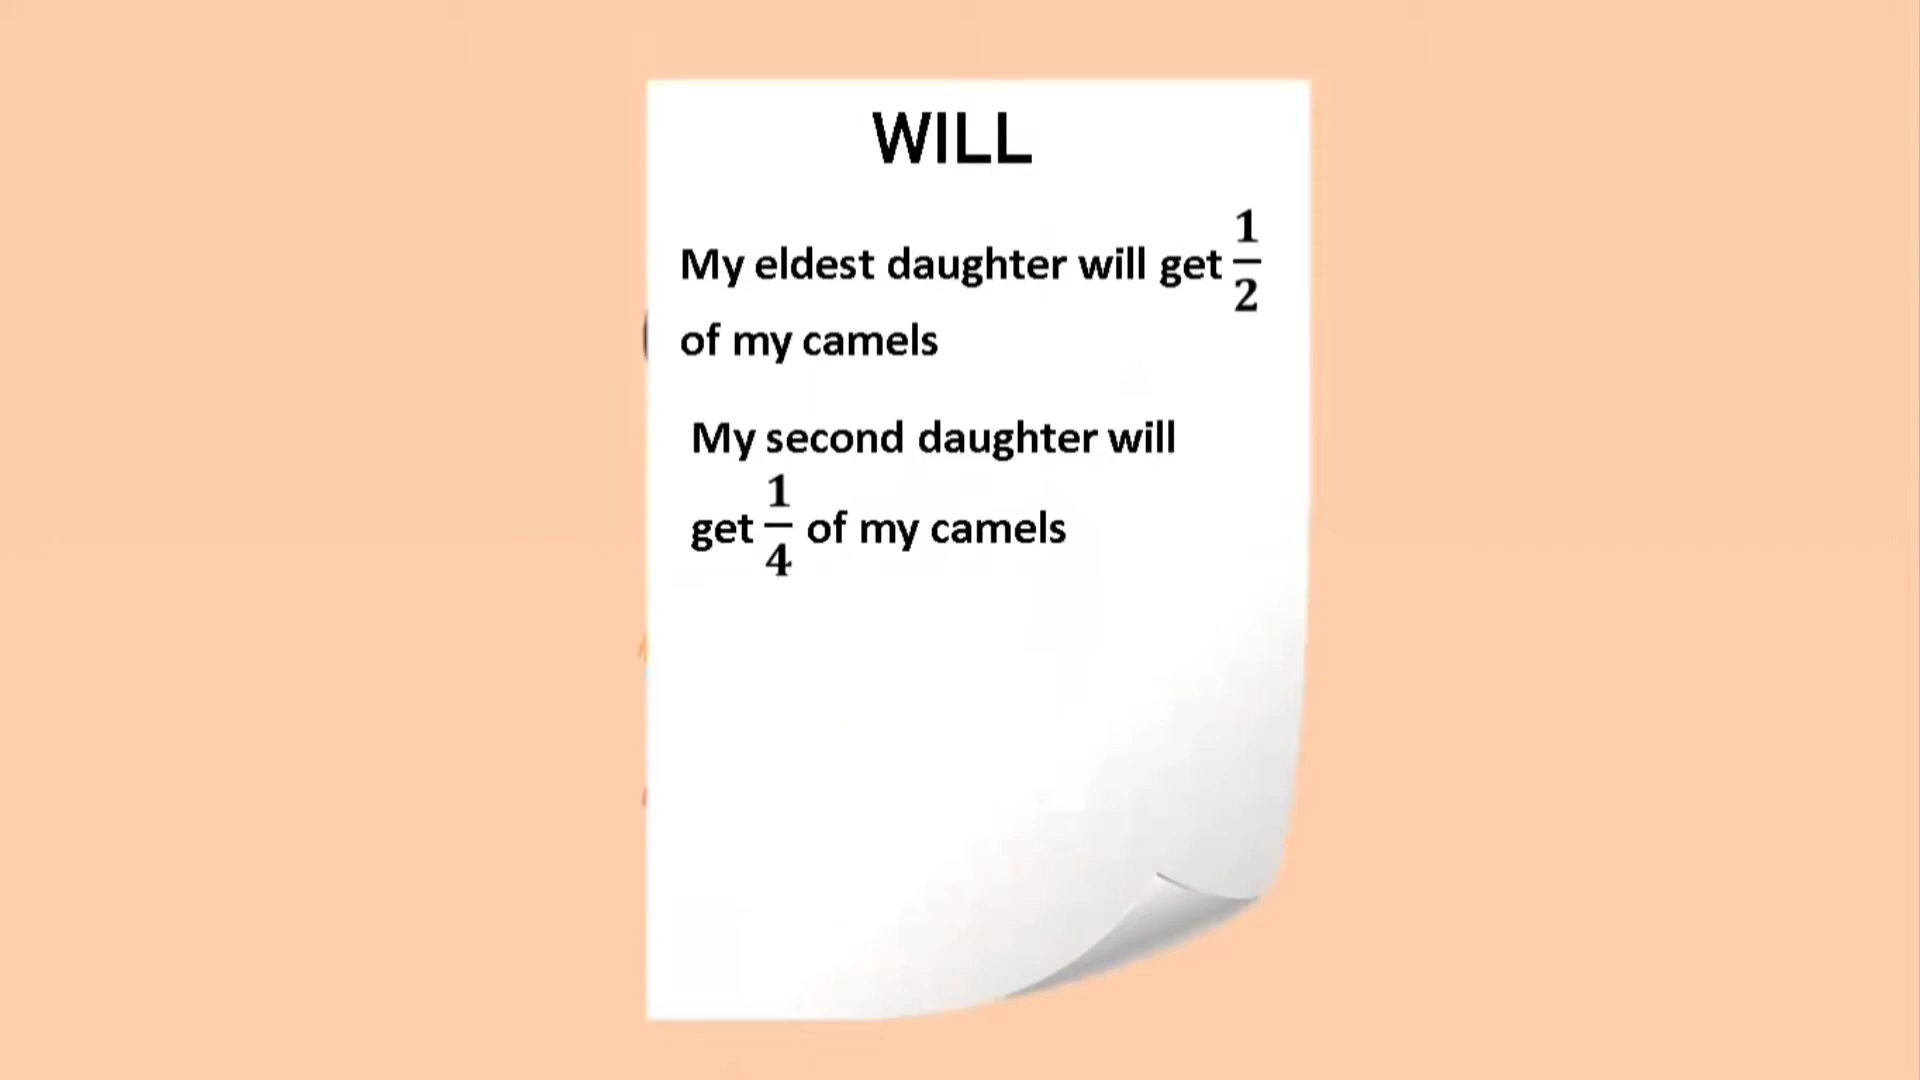 WILL
My eldest daughter will get 1/2
of my camels
My second daughter will
get 1/4 of my camels